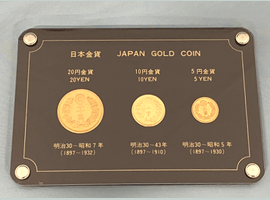 日本金貨 JAPAN GOLD COIN
20円金貨 10円金貨 5円金貨
20YEN 10YEN 5YEN
明治30－昭和7年 明治30－43年 明治30－昭和5年
(1897－1932) (1897－1910) (1897－1930)